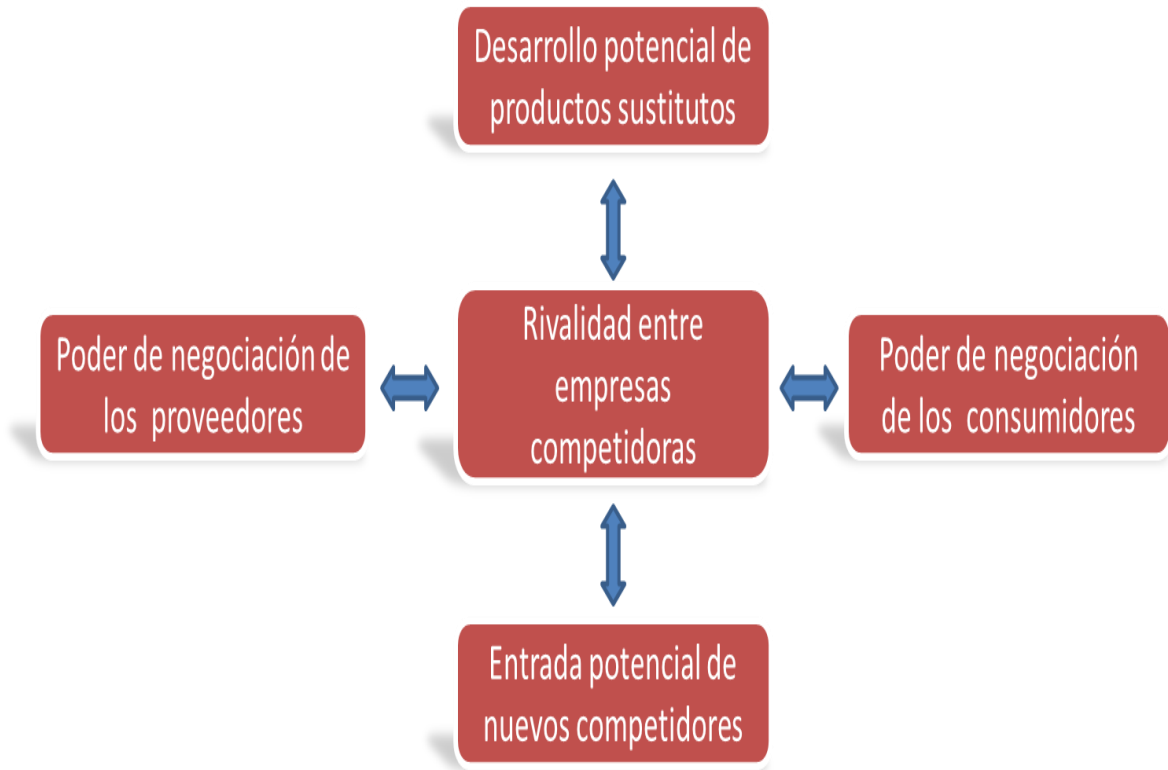 Desarrollo potencial de
productos sustitutos
Poder de negociación de
los proveedores
Rivalidad entre
empresas
competidoras
Poder de negociación
de los consumidores
Entrada potencial de
nuevos competidores